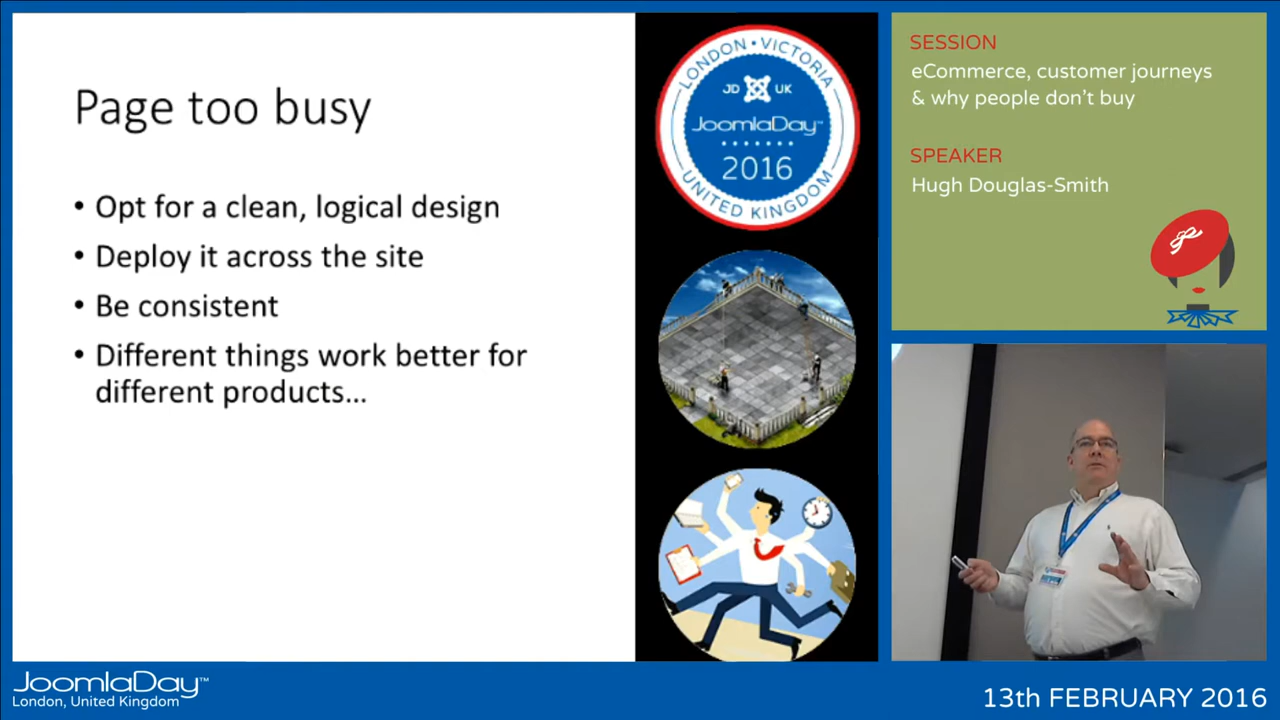 Page too busy
• Opt for a clean, logical design
• Deploy it across the site
• Be consistent
• Different things work better for
different products...
LONDON • VICTORIA
JD UK
JoomlaDay™
2016
UNITED KINGDOM
SESSION
eCommerce, customer journeys
& why people don't buy
SPEAKER
Hugh Douglas-Smith
JoomlaDay™
London, United Kingdom
13th FEBRUARY 2016